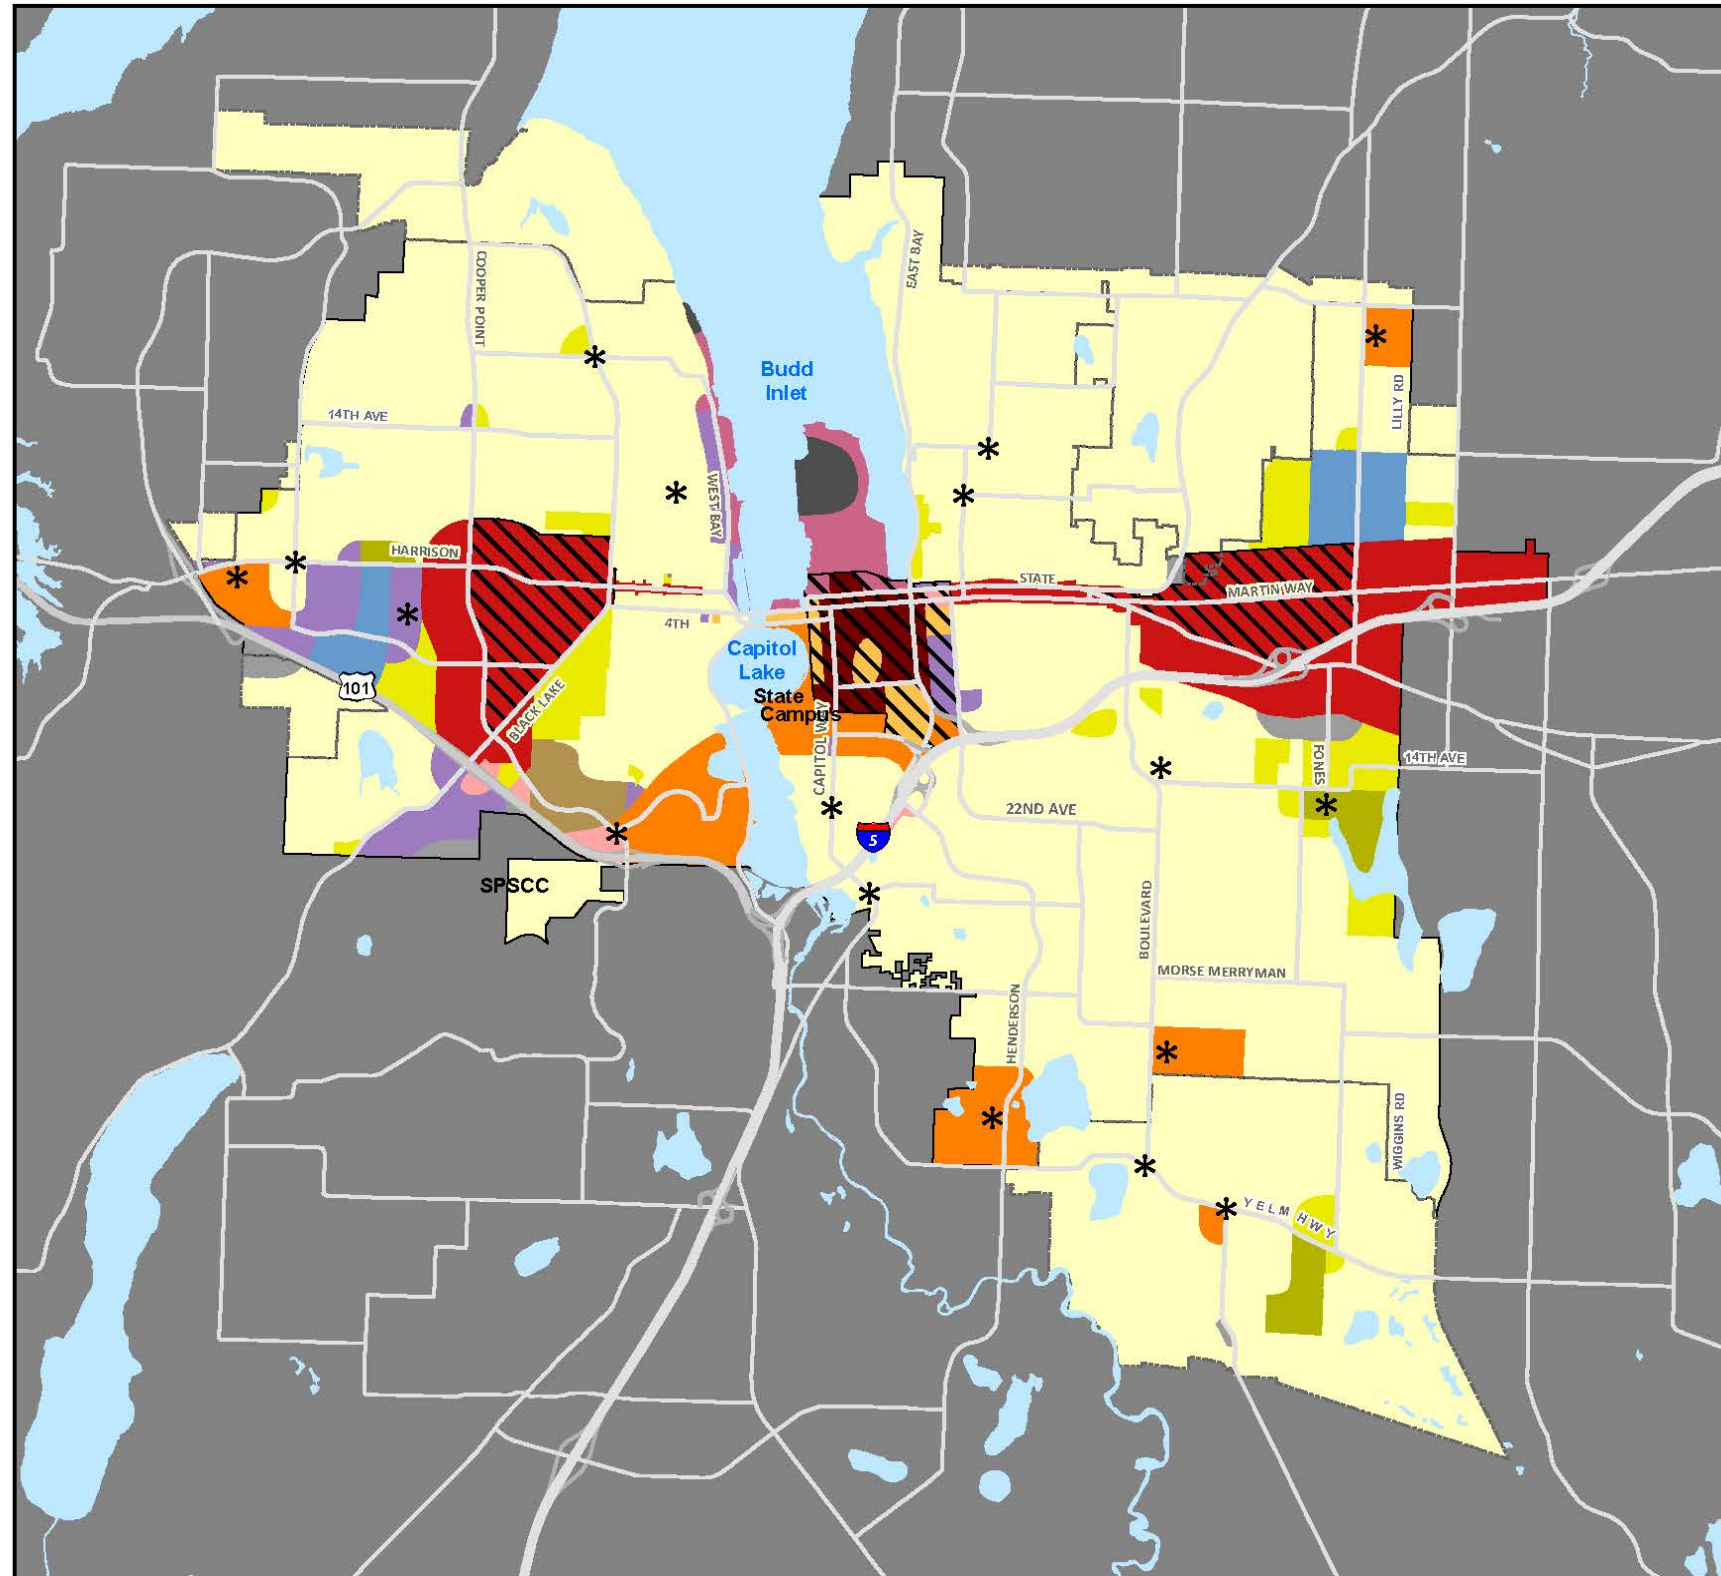 EAST BAY
COOPER POINT
Budd
Inlet
LILLY RD
14TH AVE
WEST BAY
HARRISON
STATE
MARTIN WAY
4TH
Capitol
Lake
State
Campus
101
BLACK LAKE
CAPITOL WAY
FONES
14TH AVE
22ND AVE
5
SPSCC
BOULEVARD
MORSE MERRYMAN
HENDERSON
WIGGINS RD
YELM HWY